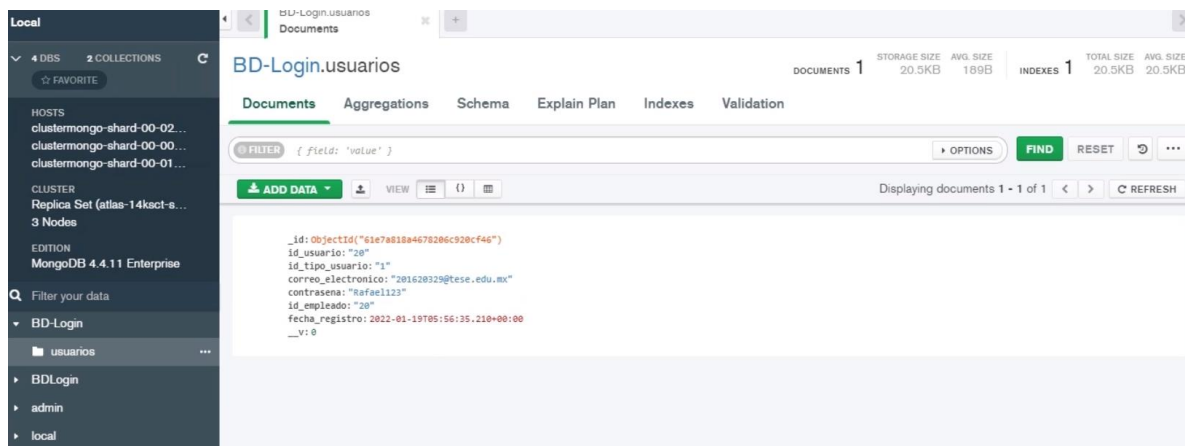 Local
4 DBS 2 COLLECTIONS
FAVORITE
HOSTS
clustermongo-shard-00-02...
clustermongo-shard-00-00...
clustermongo-shard-00-01...
CLUSTER
Replica Set (atlas-14ksct-s...
3 Nodes
EDITION
MongoDB 4.4.11 Enterprise
Filter your data
BD-Login
usuarios
BDLogin
admin
local
BD-Login.usuarios
Documents
BD-Login.usuarios
DOCUMENTS 1 STORAGE SIZE 20.5KB AVG. SIZE 189B INDEXES 1 TOTAL SIZE 20.5KB AVG. SIZE 20.5KB
Documents Aggregations Schema Explain Plan Indexes Validation
FILTER { field: 'value' } OPTIONS FIND RESET ...
ADD DATA VIEW {} Displaying documents 1 - 1 of 1 < > REFRESH
_id: ObjectId("61e7a818a4678206c920cf46")
id_usuario: "20"
id_tipo_usuario: "1"
correo_electronico: "201620329@tese.edu.mx"
contrasena: "Rafael123"
id_empleado: "20"
fecha_registro: 2022-01-19T05:56:35.210+00:00
__v: 0